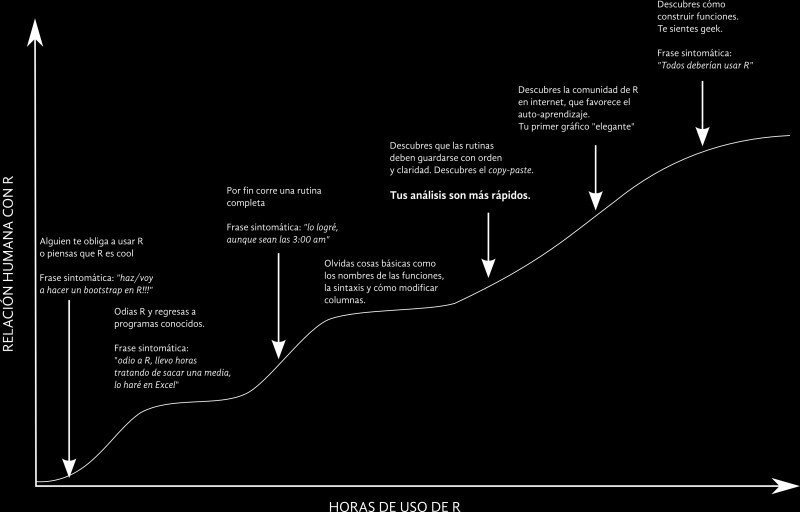 Descubres cómo
construir funciones.
Te sientes geek.
Frase sintomática:
"Todos deberían usar R"
Descubres la comunidad de R
en internet, que favorece el
auto-aprendizaje.
Tu primer gráfico "elegante"
Descubres que las rutinas
deben guardarse con orden
y claridad. Descubres el copy-paste.
Tus análisis son más rápidos.
Por fin corre una rutina
completa
Frase sintomática: "lo logré,
aunque sean las 3:00 am"
Alguien te obliga a usar R
o piensas que R es cool
Frase sintomática: "haz/voy
a hacer un bootstrap en R!!!"
Olvidas cosas básicas como
los nombres de las funciones,
la sintaxis y cómo modificar
columnas.
Odias R y regresas a
programas conocidos.
Frase sintomática:
"odio a R, llevo horas
tratando de sacar una media,
lo haré en Excel"
RELACIÓN HUMANA CON R
HORAS DE USO DE R